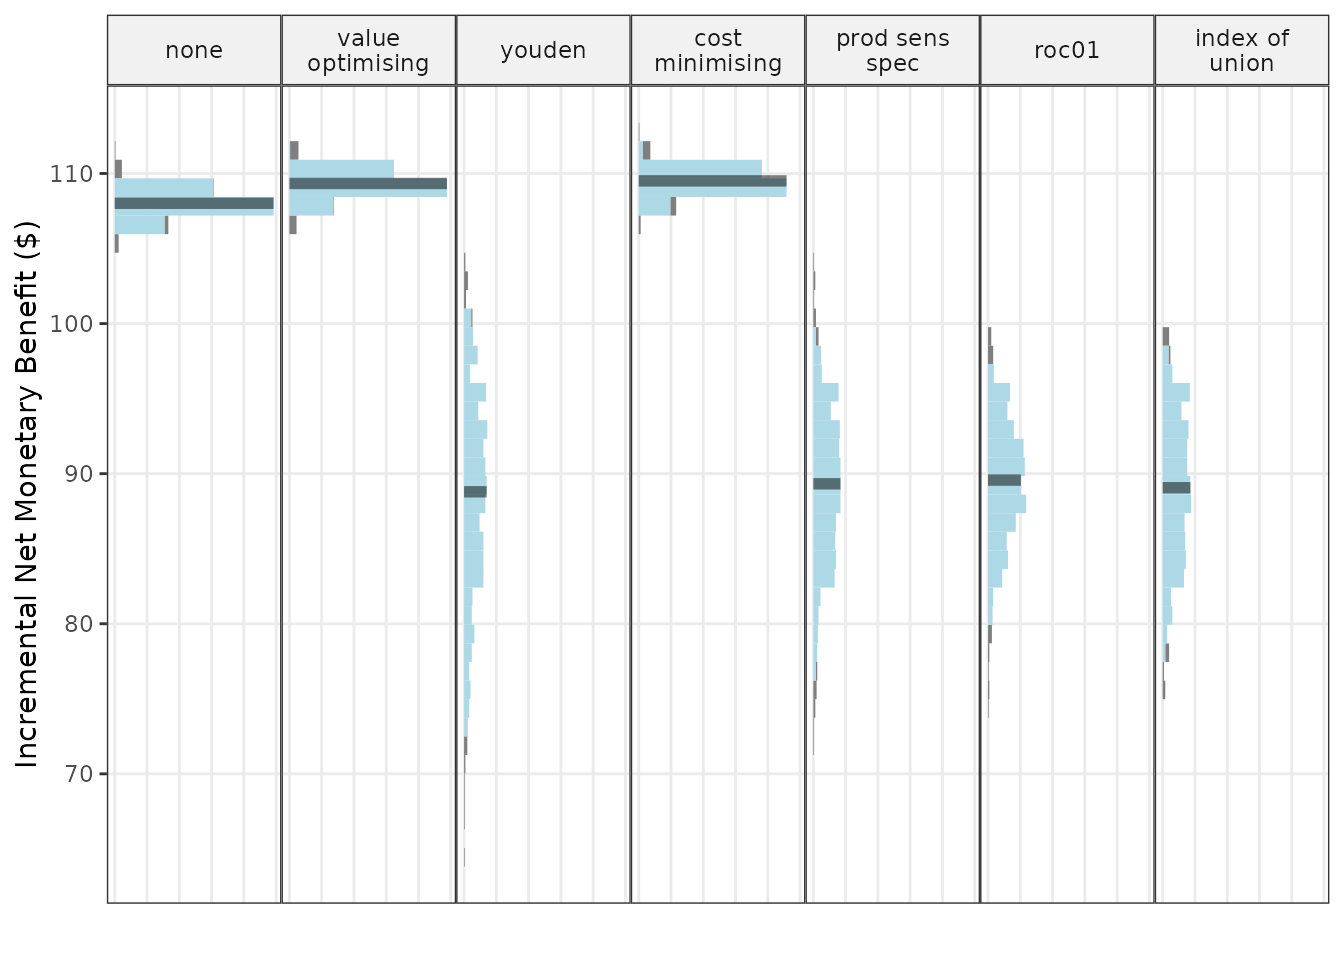 none
value
optimising
youden
cost
minimising
prod sens
spec
roc01
index of
union
Incremental Net Monetary Benefit ($)
110
100
90
80
70